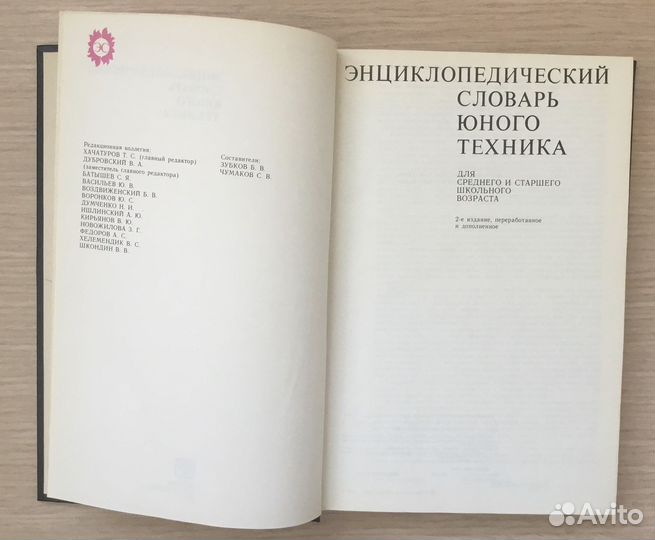 ЭС
Редакционная коллегия:
ХАЧАТУРОВ Т. С. (главный редактор)
ДУБРОВСКИЙ В. А.
(заместитель главного редактора)
БАТЫШЕВ С. Я.
ВАСИЛЬЕВ Ю. В.
ВОЗДВИЖЕНСКИЙ Б. В.
ВОРОНКОВ Ю. С.
ДУМЧЕНКО Н. И.
ИШЛИНСКИЙ А. Ю.
КИРЬЯНОВ В. Ю.
НОВОЖИЛОВА З. Г.
ФЕДОРОВ А. С.
ХЕЛЕМЕНДИК В. С.
ШКОНДИН В. В.
Составители:
ЗУБКОВ Б. В.
ЧУМАКОВ С. В.
ЭНЦИКЛОПЕДИЧЕСКИЙ
СЛОВАРЬ
ЮНОГО
ТЕХНИКА
ДЛЯ
СРЕДНЕГО И СТАРШЕГО
ШКОЛЬНОГО
ВОЗРАСТА
2-е издание, переработанное
и дополненное
Avito